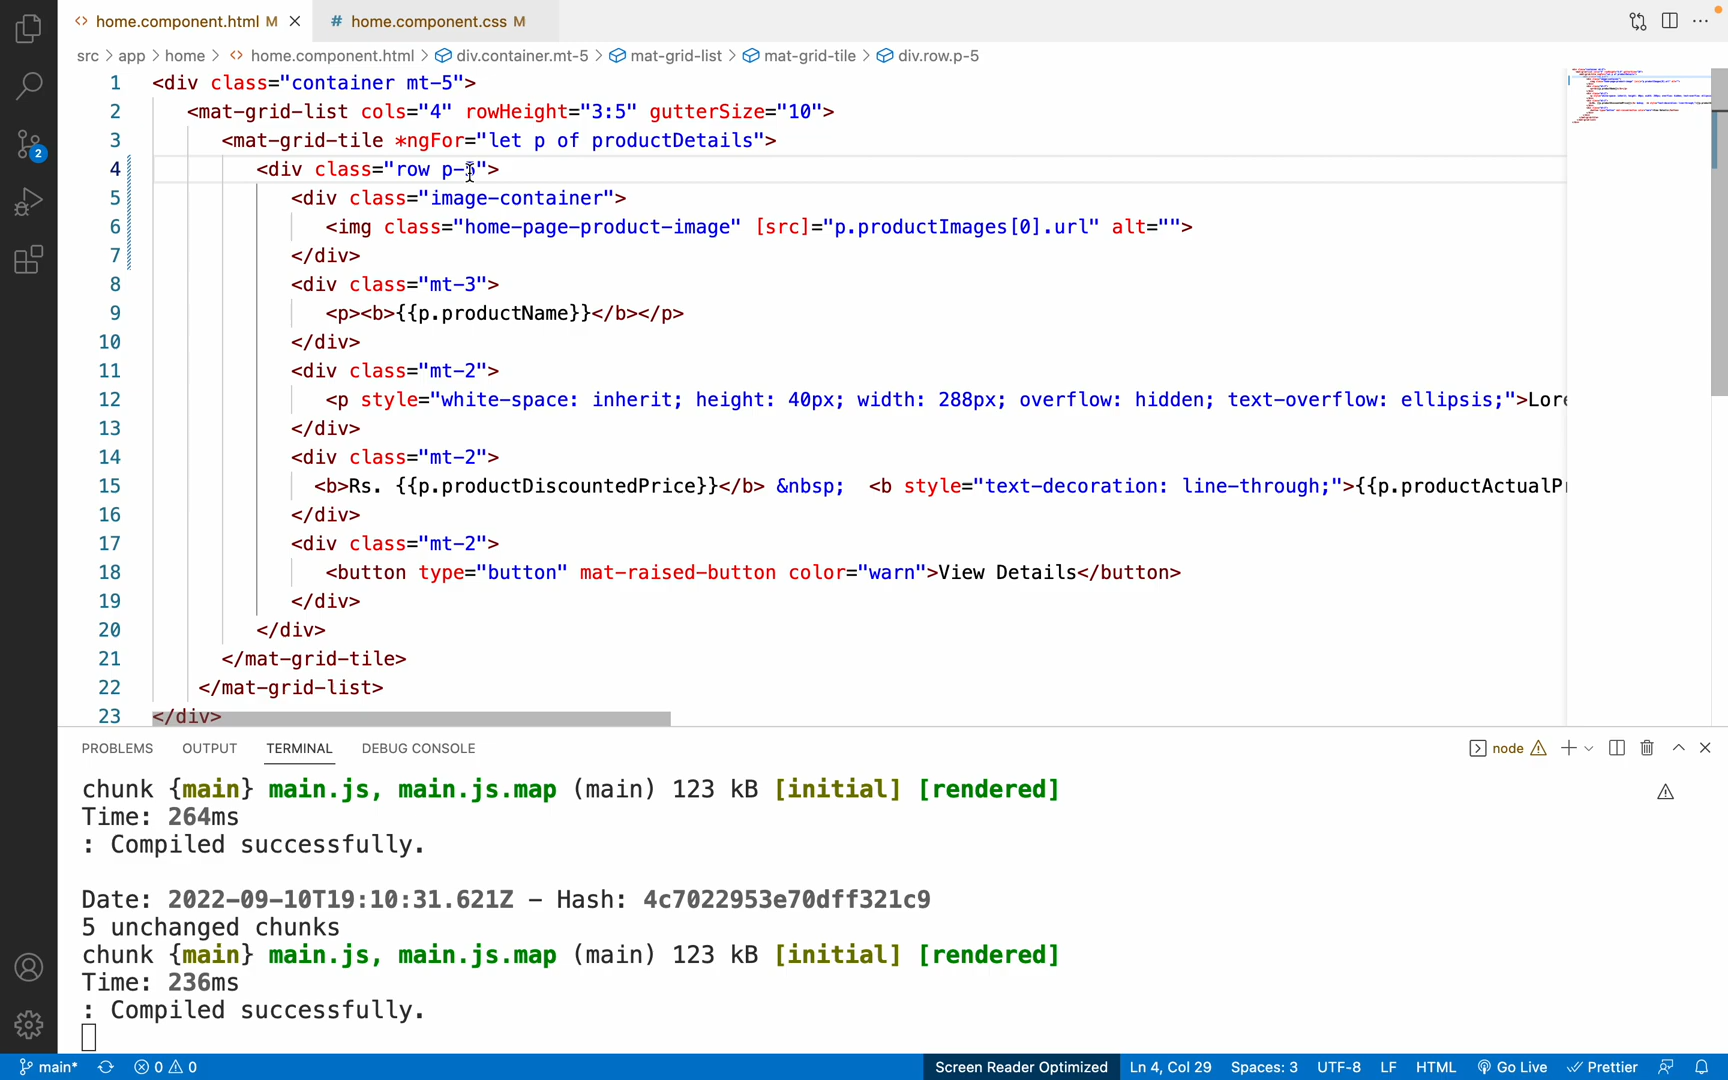 <> home.component.html M × # home.component.css M
src > app > home > <> home.component.html > div.container.mt-5 > mat-grid-list > mat-grid-tile > div.row.p-5
1 <div class="container mt-5">
2 <mat-grid-list cols="4" rowHeight="3:5" gutterSize="10">
3 <mat-grid-tile *ngFor="let p of productDetails">
4 <div class="row p-5">
5 <div class="image-container">
6 <img class="home-page-product-image" [src]="p.productImages[0].url" alt="">
7 </div>
8 <div class="mt-3">
9 <p><b>{{p.productName}}</b></p>
10 </div>
11 <div class="mt-2">
12 <p style="white-space: inherit; height: 40px; width: 288px; overflow: hidden; text-overflow: ellipsis;">Lore
13 </div>
14 <div class="mt-2">
15 <b>Rs. {{p.productDiscountedPrice}}</b> &nbsp; <b style="text-decoration: line-through;">{{p.productActualPr
16 </div>
17 <div class="mt-2">
18 <button type="button" mat-raised-button color="warn">View Details</button>
19 </div>
20 </div>
21 </mat-grid-tile>
22 </mat-grid-list>
23 </div>
2
PROBLEMS OUTPUT TERMINAL DEBUG CONSOLE node
chunk {main} main.js, main.js.map (main) 123 kB [initial] [rendered]
Time: 264ms
: Compiled successfully.
Date: 2022-09-10T19:10:31.621Z - Hash: 4c7022953e70dff321c9
5 unchanged chunks
chunk {main} main.js, main.js.map (main) 123 kB [initial] [rendered]
Time: 236ms
: Compiled successfully.
main* 0 0 Screen Reader Optimized Ln 4, Col 29 Spaces: 3 UTF-8 LF HTML Go Live Prettier